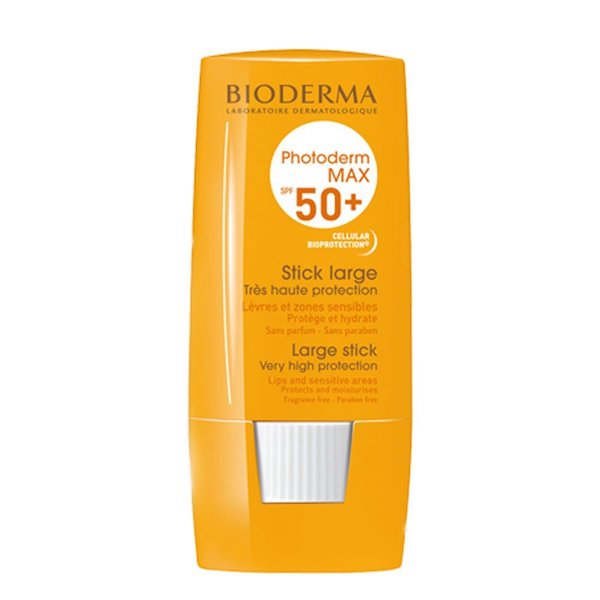 BIODERMA
LABORATOIRE DERMATOLOGIQUE
Photoderm
MAX
SPF 50+
CELLULAR
BIOPROTECTION®
Stick large
Très haute protection
Lèvres et zones sensibles
Protège et hydrate
Sans parfum - Sans paraben
Large stick
Very high protection
Lips and sensitive areas
Protects and moisturises
Fragrance free - Paraben free